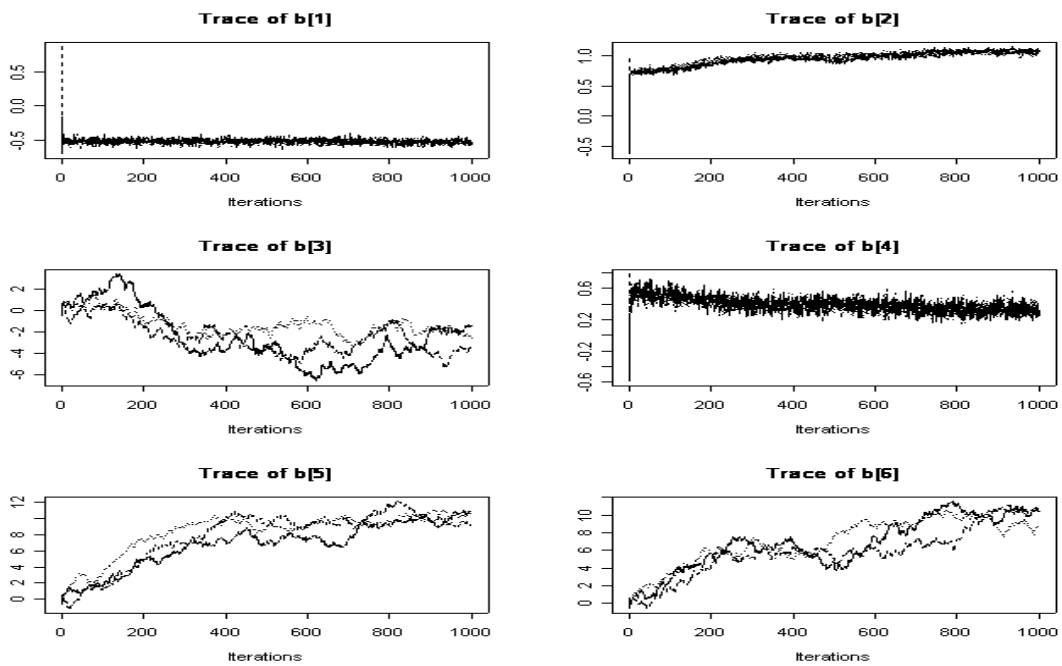 Trace of b[1]
0.5
0.0
-0.5
0 200 400 600 800 1000
Iterations
Trace of b[2]
1.0
0.5
0.0
-0.5
0 200 400 600 800 1000
Iterations
Trace of b[3]
2
0
-2
-4
-6
0 200 400 600 800 1000
Iterations
Trace of b[4]
0.6
0.2
-0.2
-0.6
0 200 400 600 800 1000
Iterations
Trace of b[5]
12
8
6
4
2
0
0 200 400 600 800 1000
Iterations
Trace of b[6]
10
8
6
4
2
0
0 200 400 600 800 1000
Iterations